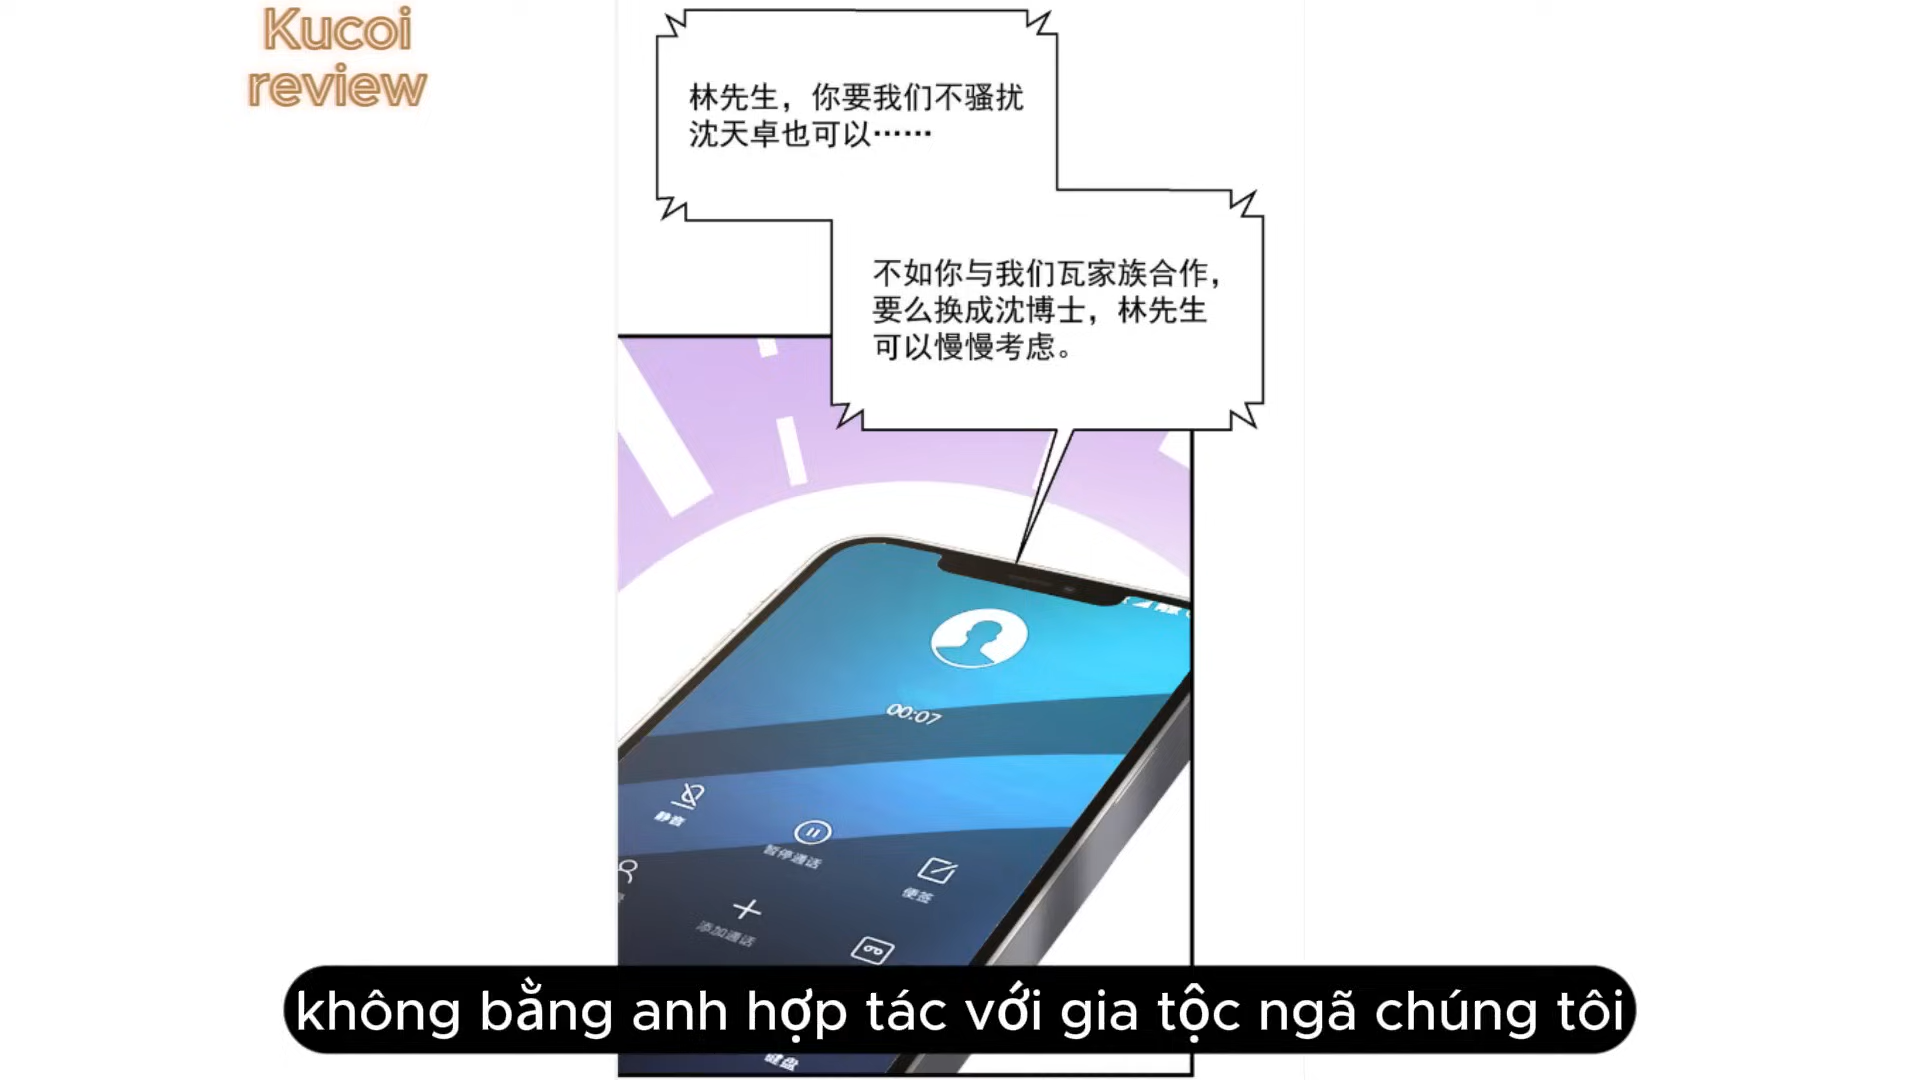 Kucoi
review
林先生，你要我们不骚扰
沈天卓也可以……
不如你与我们瓦家族合作，
要么换成沈博士，林先生
可以慢慢考虑。
00:07
静音
暂停通话
便签
添加通话
không bằng anh hợp tác với gia tộc ngã chúng tôi
键盘